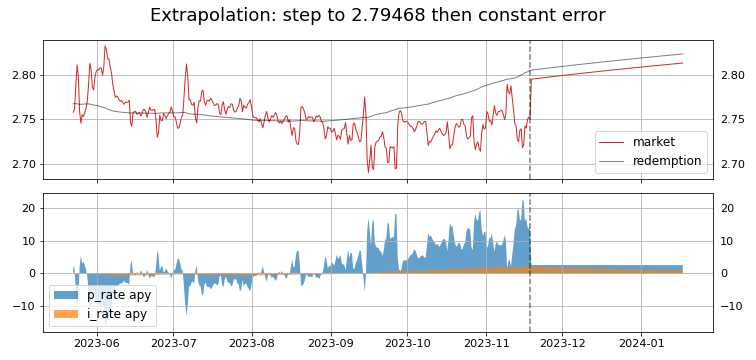 Extrapolation: step to 2.79468 then constant error
2.80 2.80
2.75 2.75
2.70 2.70
market
redemption
20 20
10 10
0 0
−10 −10
p_rate apy
i_rate apy
2023-06 2023-07 2023-08 2023-09 2023-10 2023-11 2023-12 2024-01